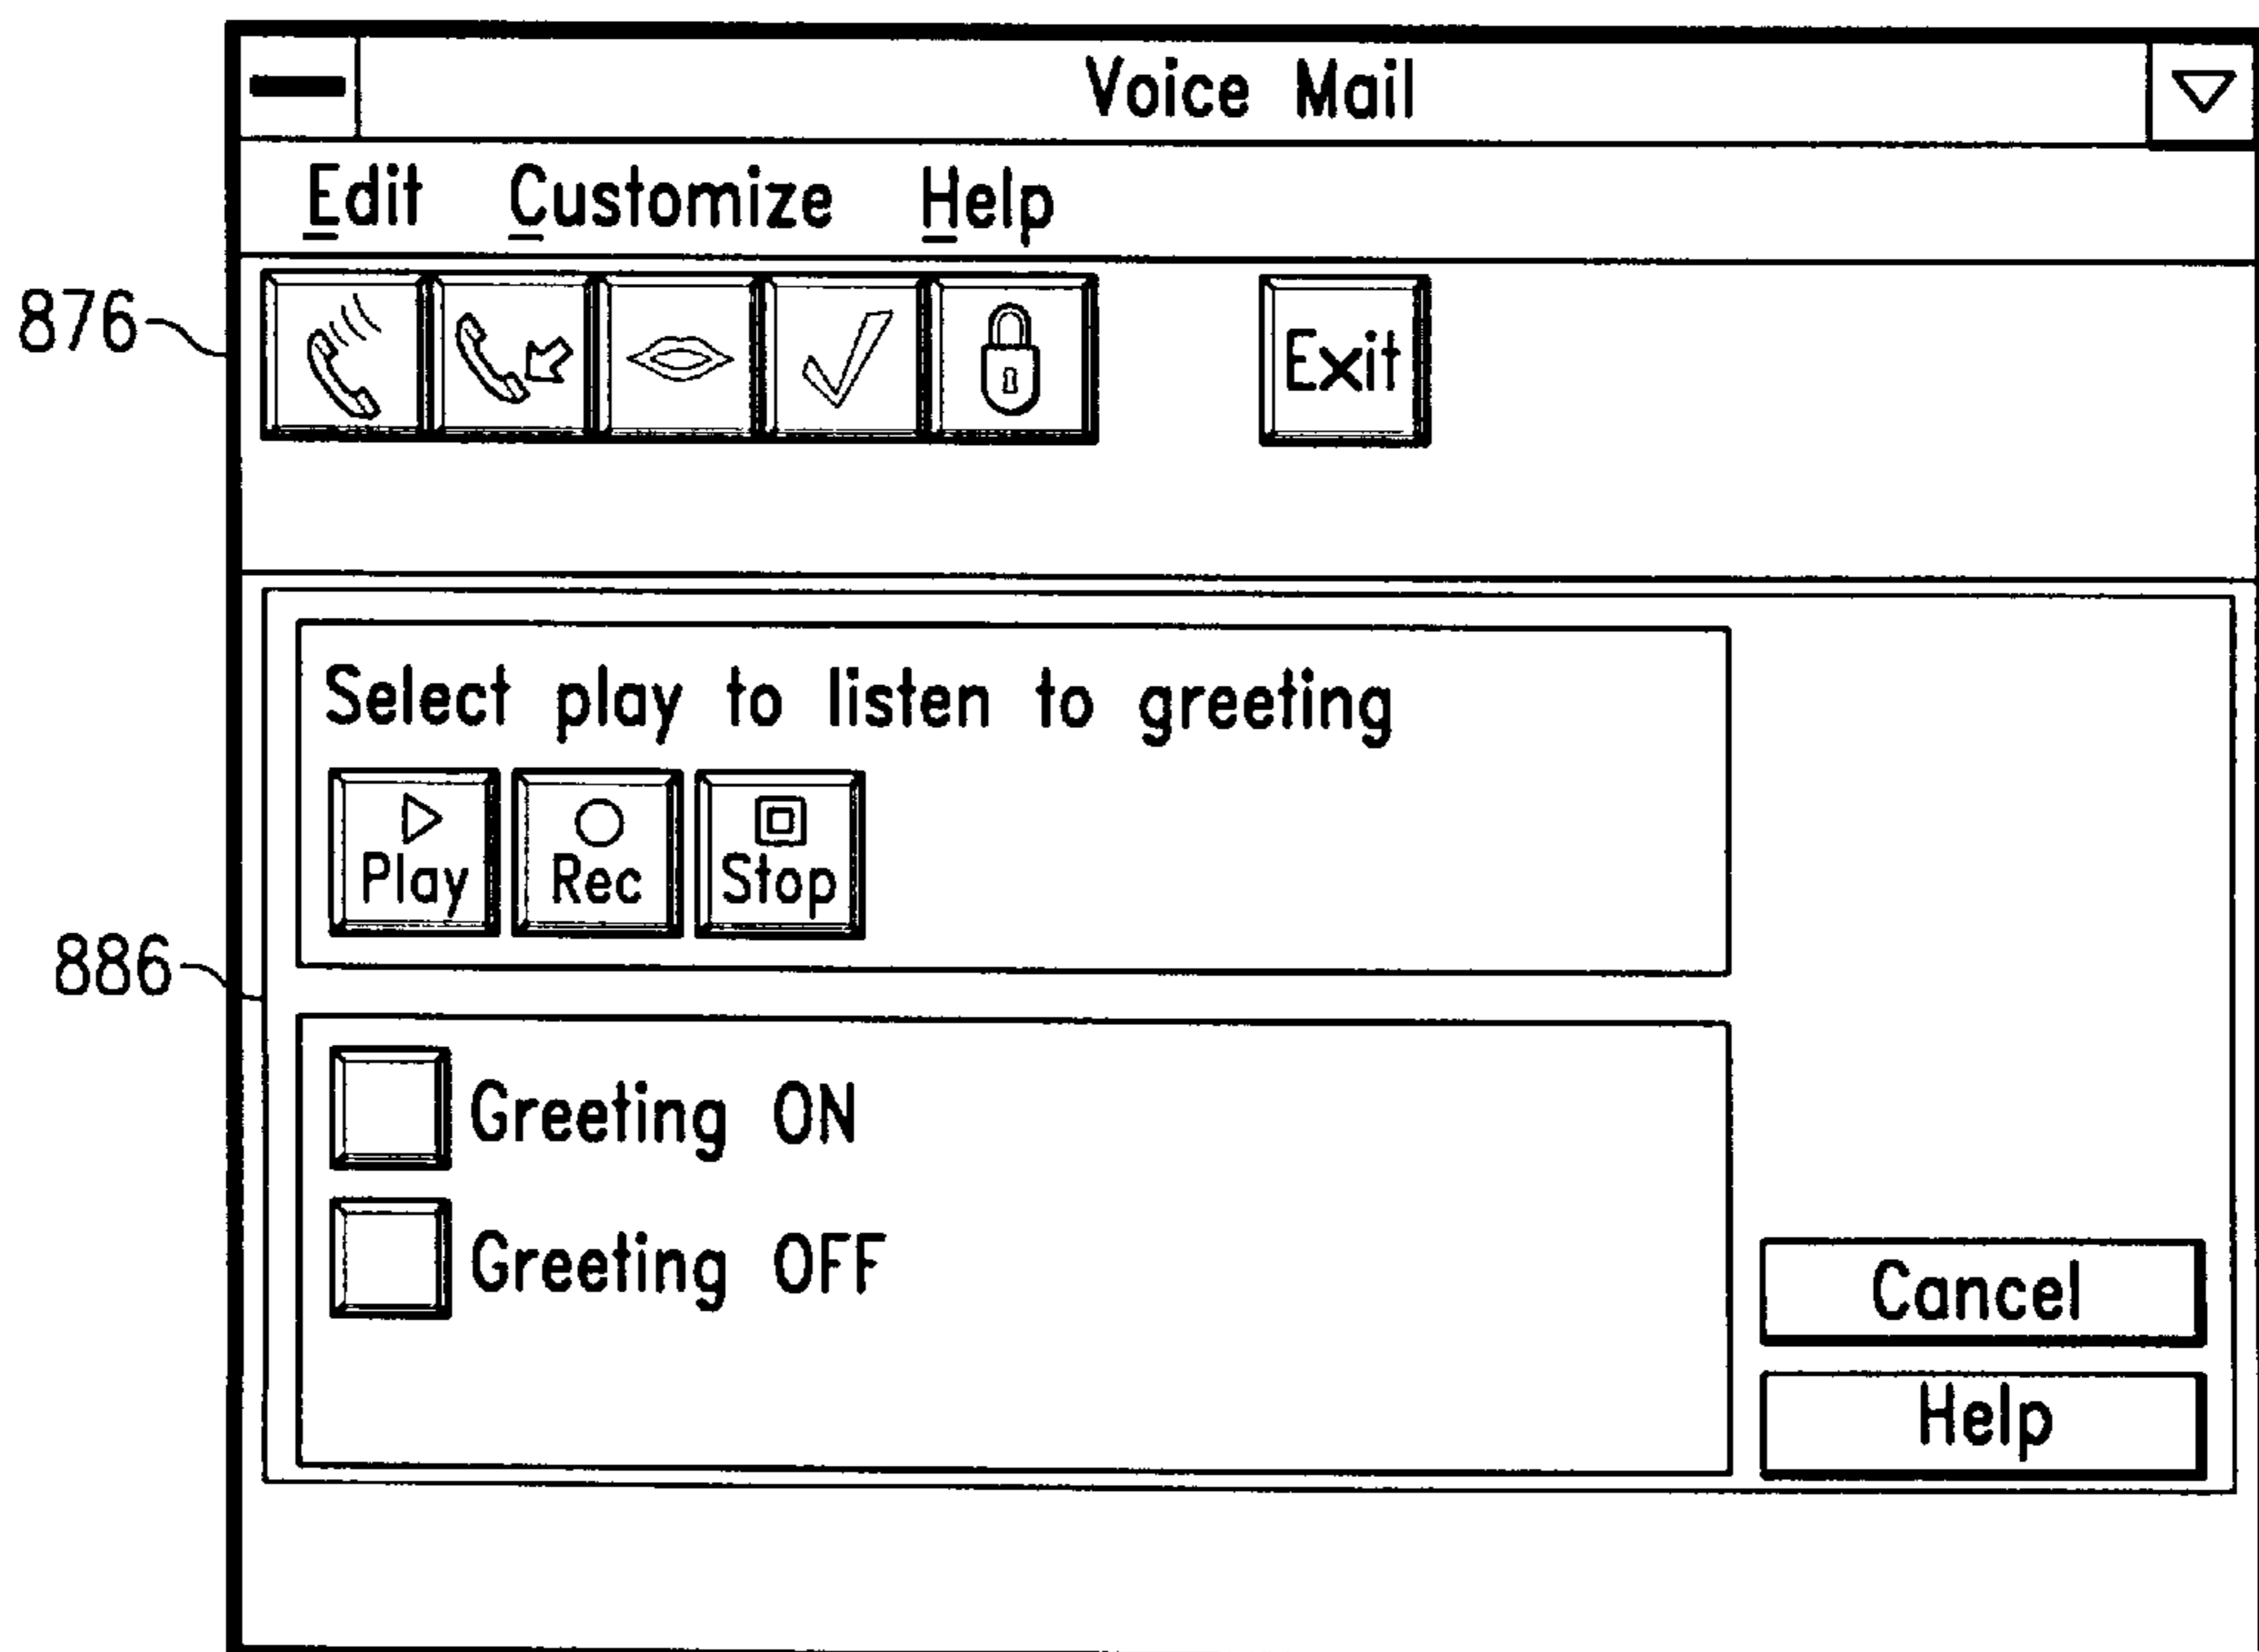 Voice Mail
Edit Customize Help
876
Exit
Select play to listen to greeting
Play Rec Stop
886
Greeting ON
Greeting OFF
Cancel
Help